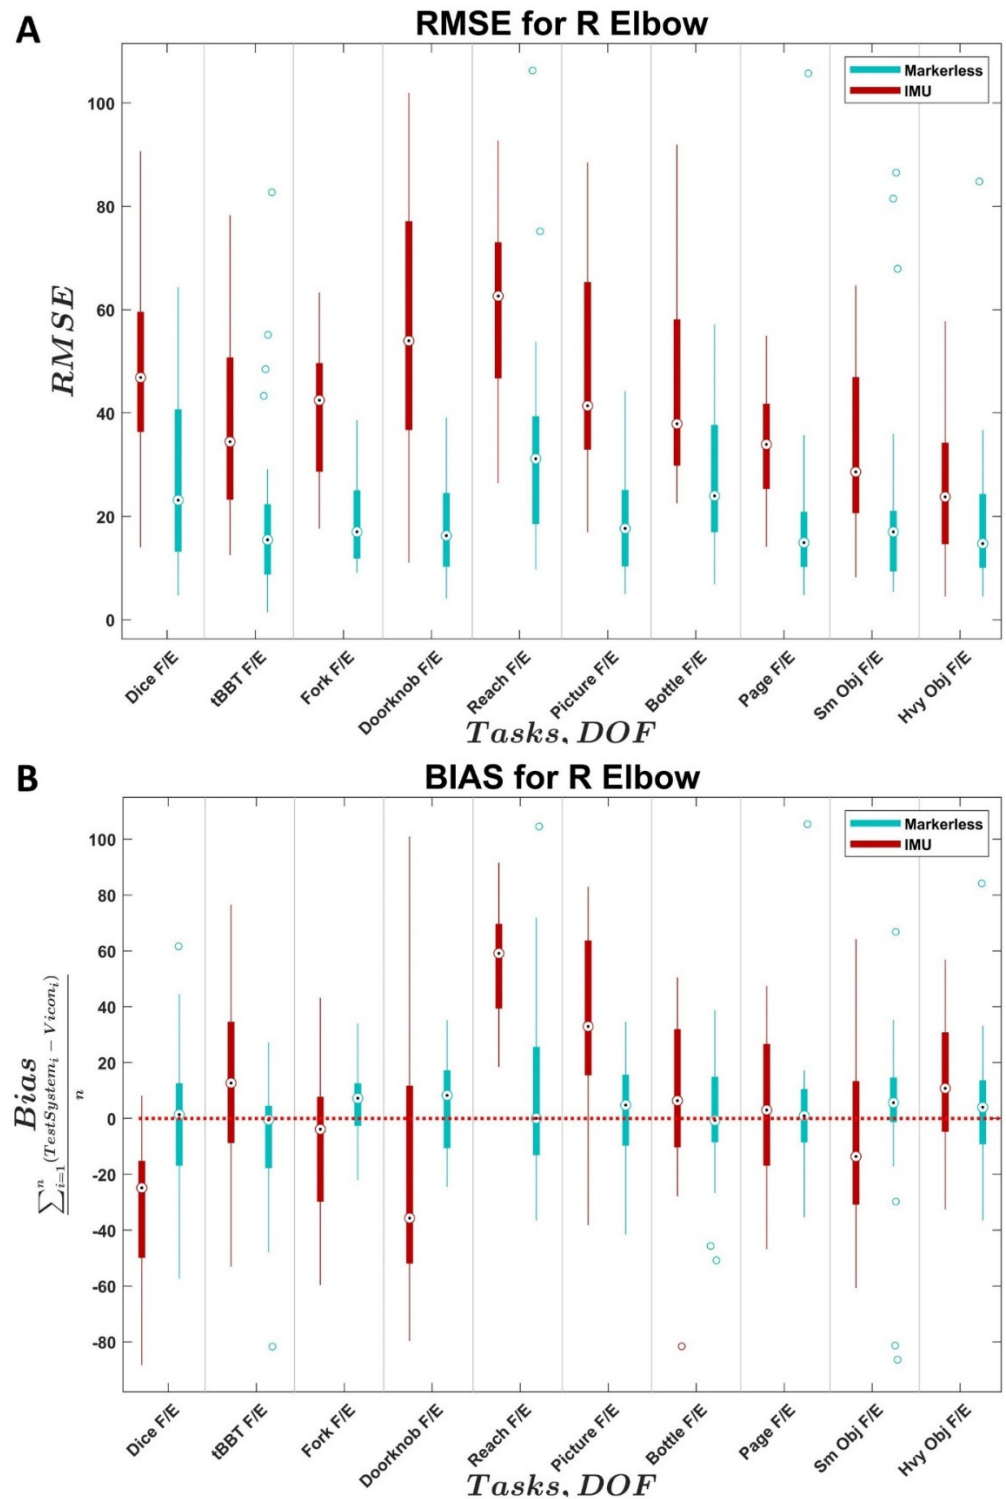 A
RMSE for R Elbow
Markerless
IMU
100
80
60
40
20
0
RMSE
Dice F/E
tBBT F/E
Fork F/E
Doorknob F/E
Reach F/E
Picture F/E
Bottle F/E
Page F/E
Sm Obj F/E
Hvy Obj F/E
Tasks, DOF
B
BIAS for R Elbow
Markerless
IMU
100
80
60
40
20
0
-20
-40
-60
-80
Bias
∑ⁿᵢ₌₁(TestSystemᵢ − Viconᵢ)
n
Dice F/E
tBBT F/E
Fork F/E
Doorknob F/E
Reach F/E
Picture F/E
Bottle F/E
Page F/E
Sm Obj F/E
Hvy Obj F/E
Tasks, DOF